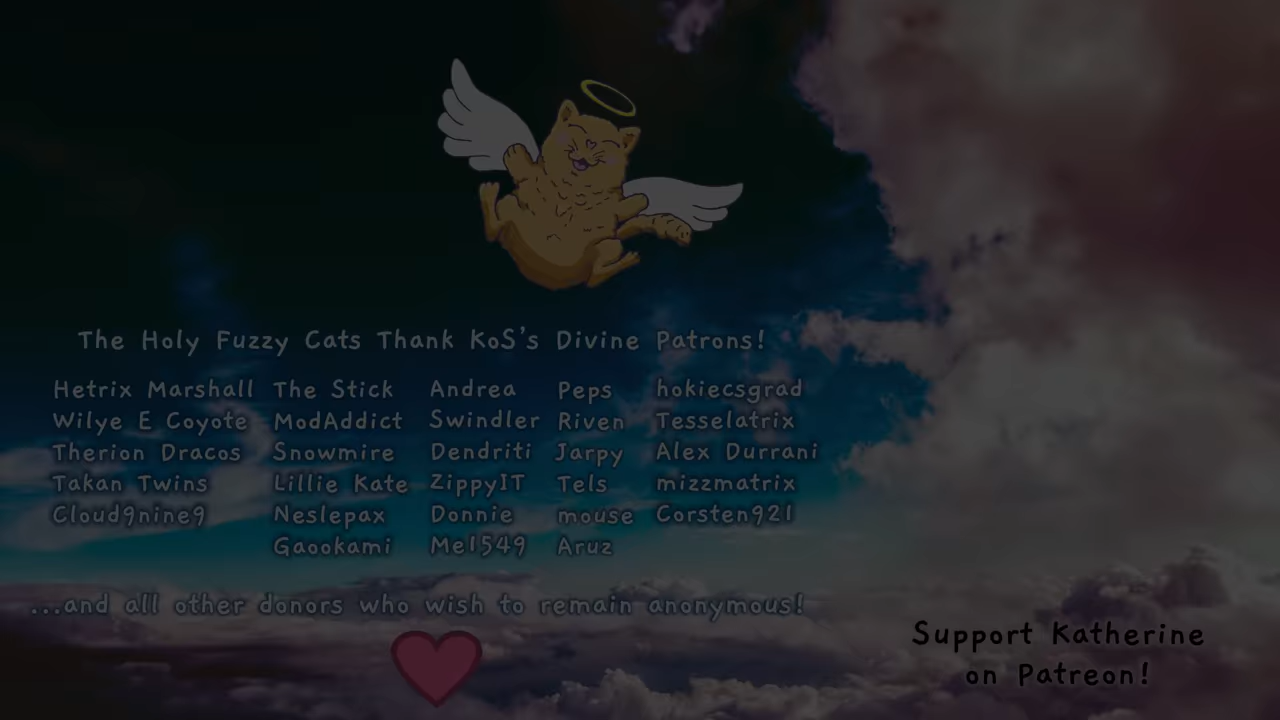 The Holy Fuzzy Cats Thank KoS's Divine Patrons!
Hetrix Marshall The Stick Andrea Peps hokiecsgrad
Wilye E Coyote ModAddict Swindler Riven Tesselatrix
Therion Dracos Snowmire Dendriti Jarpy Alex Durrani
Takan Twins Lillie Kate ZippyIT Tels mizzmatrix
Cloud9nine9 Neslepax Donnie mouse Corsten921
Gaookami Mel549 Aruz
...and all other donors who wish to remain anonymous!
Support Katherine
on Patreon!